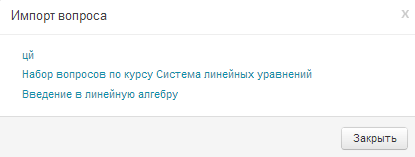 Импорт вопроса
x
цй
Набор вопросов по курсу Система линейных уравнений
Введение в линейную алгебру
Закрыть